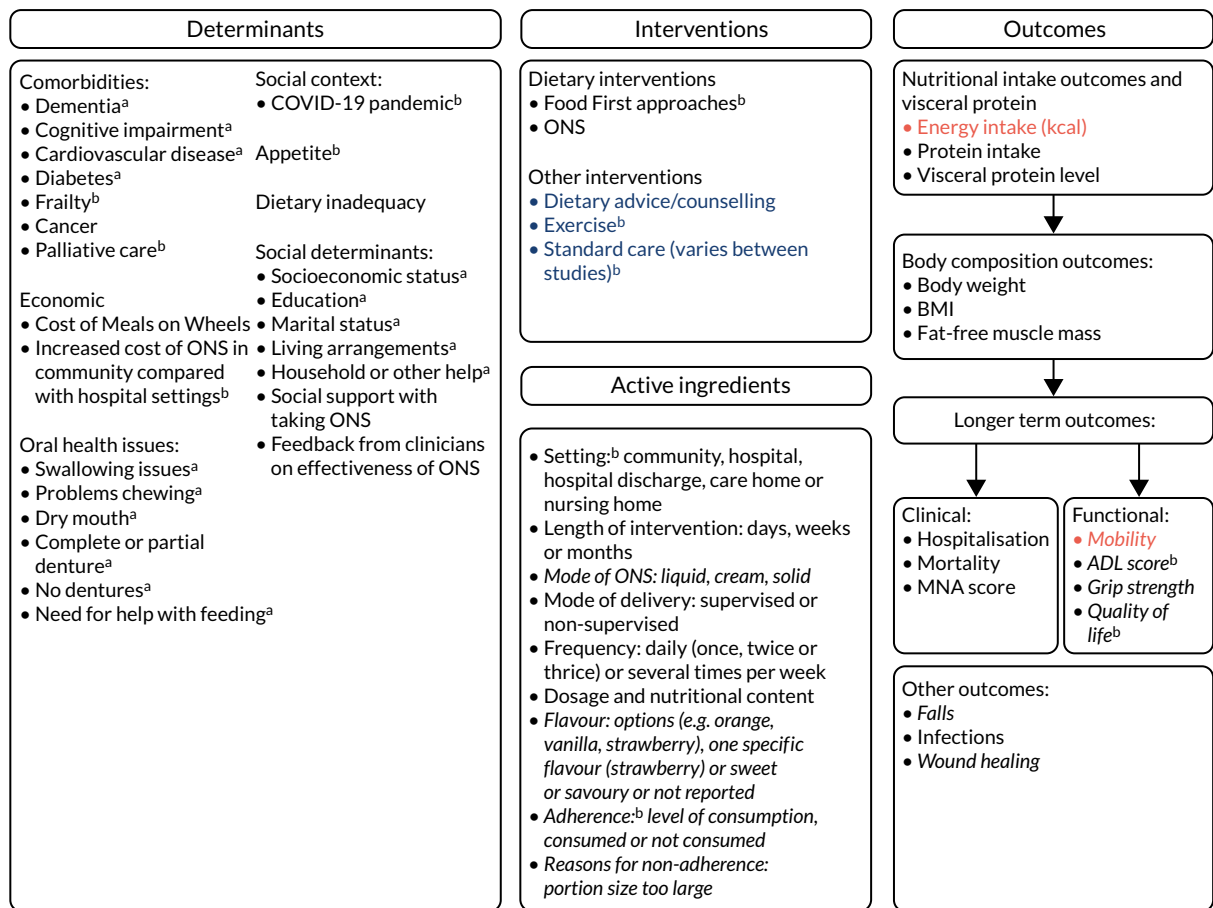 Determinants
Comorbidities:
• Dementiaᵃ
• Cognitive impairmentᵃ
• Cardiovascular diseaseᵃ
• Diabetesᵃ
• Frailtyᵇ
• Cancer
• Palliative careᵇ
Economic
• Cost of Meals on Wheels
• Increased cost of ONS in
community compared
with hospital settingsᵇ
Oral health issues:
• Swallowing issuesᵃ
• Problems chewingᵃ
• Dry mouthᵃ
• Complete or partial
dentureᵃ
• No denturesᵃ
• Need for help with feedingᵃ
Social context:
• COVID-19 pandemicᵇ
Appetiteᵇ
Dietary inadequacy
Social determinants:
• Socioeconomic statusᵃ
• Educationᵃ
• Marital statusᵃ
• Living arrangementsᵃ
• Household or other helpᵃ
• Social support with
taking ONS
• Feedback from clinicians
on effectiveness of ONS
Interventions
Dietary interventions
• Food First approachesᵇ
• ONS
Other interventions
• Dietary advice/counselling
• Exerciseᵇ
• Standard care (varies between
studies)ᵇ
Active ingredients
• Setting:ᵇ community, hospital,
hospital discharge, care home or
nursing home
• Length of intervention: days, weeks
or months
• Mode of ONS: liquid, cream, solid
• Mode of delivery: supervised or
non-supervised
• Frequency: daily (once, twice or
thrice) or several times per week
• Dosage and nutritional content
• Flavour: options (e.g. orange,
vanilla, strawberry), one specific
flavour (strawberry) or sweet
or savoury or not reported
• Adherence:ᵇ level of consumption,
consumed or not consumed
• Reasons for non-adherence:
portion size too large
Outcomes
Nutritional intake outcomes and
visceral protein
• Energy intake (kcal)
• Protein intake
• Visceral protein level
Body composition outcomes:
• Body weight
• BMI
• Fat-free muscle mass
Longer term outcomes:
Clinical:
• Hospitalisation
• Mortality
• MNA score
Functional:
• Mobility
• ADL scoreᵇ
• Grip strength
• Quality of
lifeᵇ
Other outcomes:
• Falls
• Infections
• Wound healing